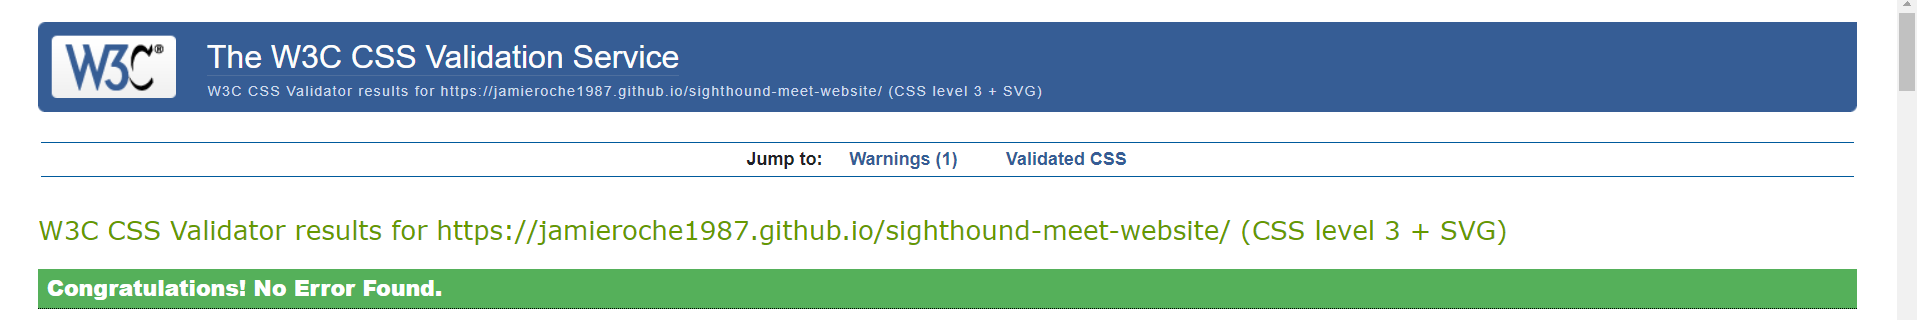 W3C®
The W3C CSS Validation Service
W3C CSS Validator results for https://jamieroche1987.github.io/sighthound-meet-website/ (CSS level 3 + SVG)
Jump to: Warnings (1) Validated CSS
W3C CSS Validator results for https://jamieroche1987.github.io/sighthound-meet-website/ (CSS level 3 + SVG)
Congratulations! No Error Found.